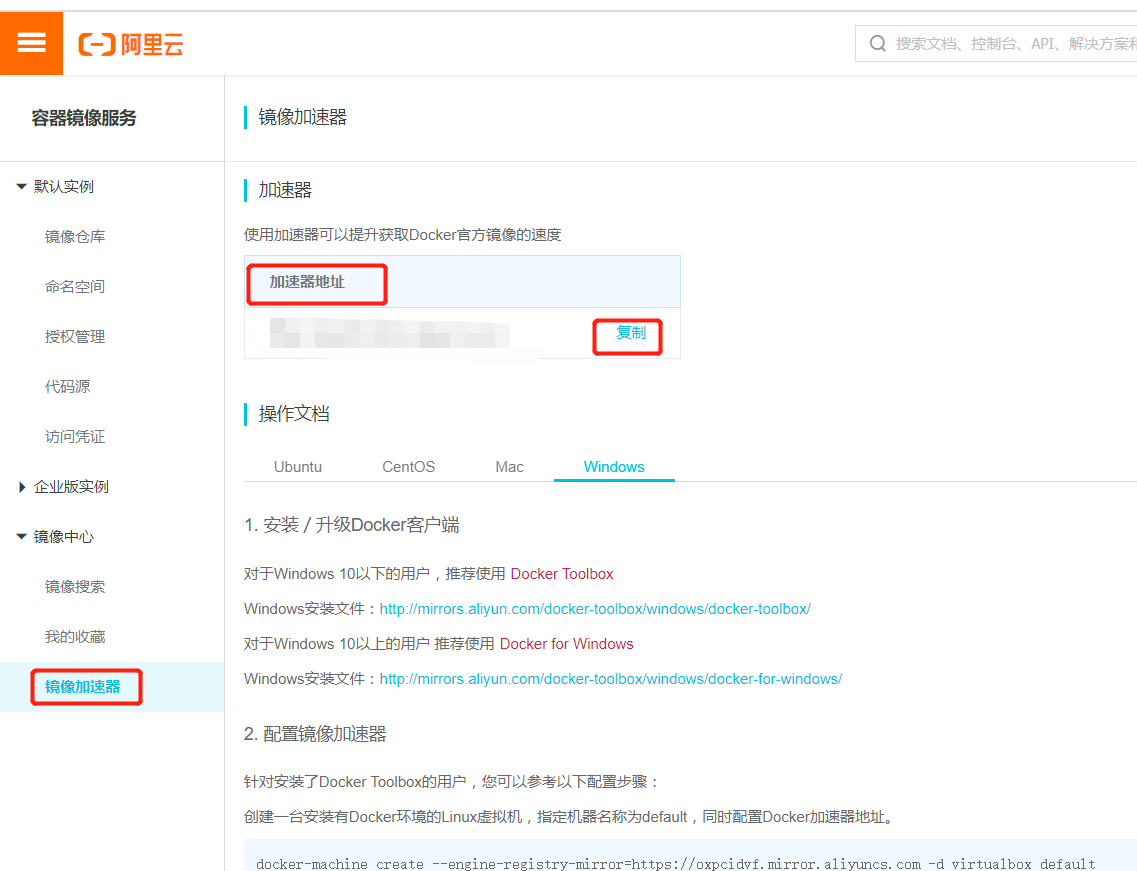 阿里云
搜索文档、控制台、API、解决方案和
容器镜像服务
默认实例
镜像仓库
命名空间
授权管理
代码源
访问凭证
企业版实例
镜像中心
镜像搜索
我的收藏
镜像加速器
镜像加速器
加速器
使用加速器可以提升获取Docker官方镜像的速度
加速器地址
复制
操作文档
Ubuntu CentOS Mac Windows
1. 安装 / 升级Docker客户端
对于Windows 10以下的用户，推荐使用 Docker Toolbox
Windows安装文件：http://mirrors.aliyun.com/docker-toolbox/windows/docker-toolbox/
对于Windows 10以上的用户 推荐使用 Docker for Windows
Windows安装文件：http://mirrors.aliyun.com/docker-toolbox/windows/docker-for-windows/
2. 配置镜像加速器
针对安装了Docker Toolbox的用户，您可以参考以下配置步骤：
创建一台安装有Docker环境的Linux虚拟机，指定机器名称为default，同时配置Docker加速器地址。
docker-machine create --engine-registry-mirror=https://oxpcidvf.mirror.aliyuncs.com -d virtualbox default